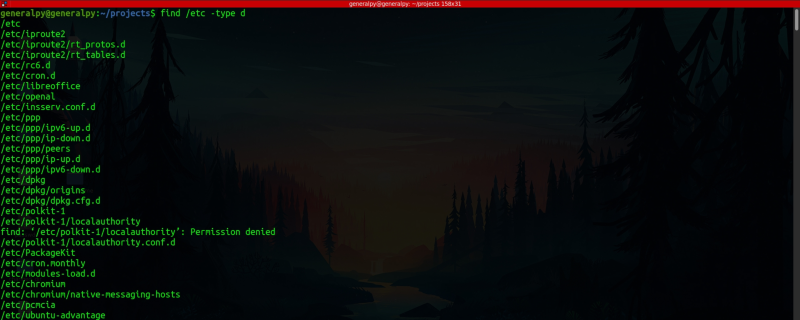 generalpy@generalpy: ~/projects 158x31
generalpy@generalpy:~/projects$ find /etc -type d
/etc
/etc/iproute2
/etc/iproute2/rt_protos.d
/etc/iproute2/rt_tables.d
/etc/rc6.d
/etc/cron.d
/etc/libreoffice
/etc/openal
/etc/insserv.conf.d
/etc/ppp
/etc/ppp/ipv6-up.d
/etc/ppp/ip-down.d
/etc/ppp/peers
/etc/ppp/ip-up.d
/etc/ppp/ipv6-down.d
/etc/dpkg
/etc/dpkg/origins
/etc/dpkg/dpkg.cfg.d
/etc/polkit-1
/etc/polkit-1/localauthority
find: ‘/etc/polkit-1/localauthority’: Permission denied
/etc/polkit-1/localauthority.conf.d
/etc/PackageKit
/etc/cron.monthly
/etc/modules-load.d
/etc/chromium
/etc/chromium/native-messaging-hosts
/etc/pcmcia
/etc/ubuntu-advantage